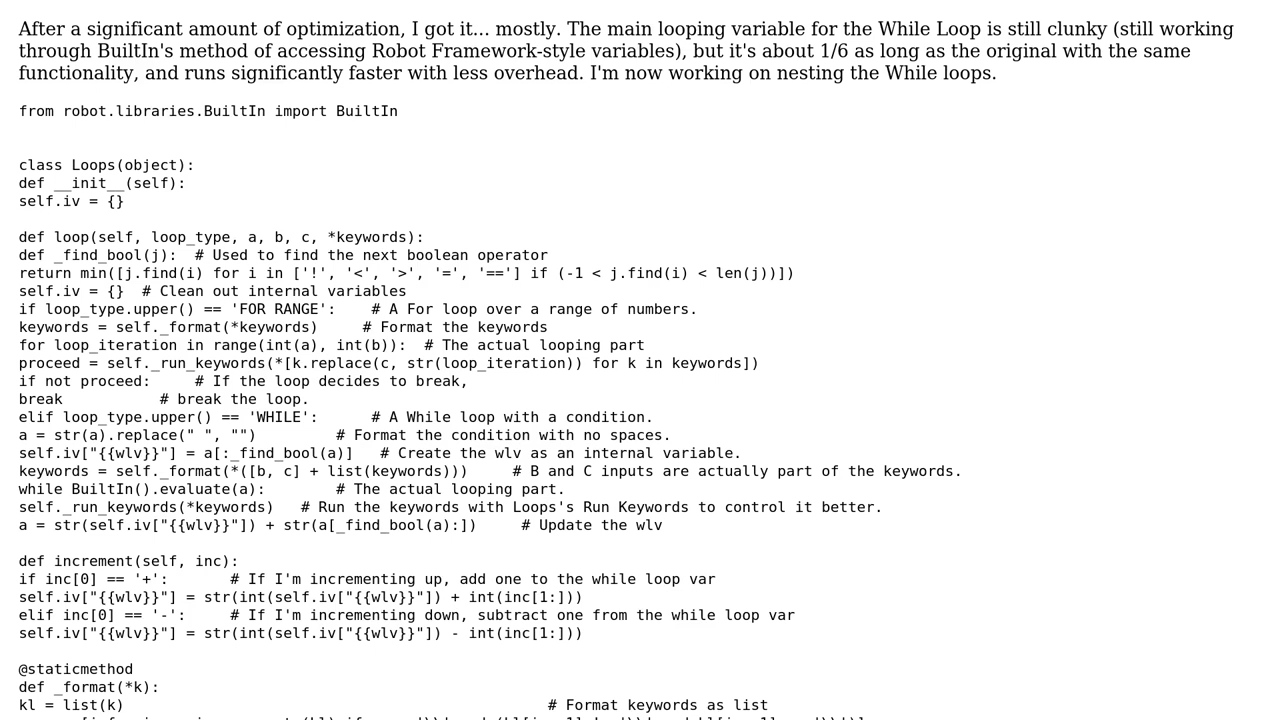 After a significant amount of optimization, I got it... mostly. The main looping variable for the While Loop is still clunky (still working
through BuiltIn's method of accessing Robot Framework-style variables), but it's about 1/6 as long as the original with the same
functionality, and runs significantly faster with less overhead. I'm now working on nesting the While loops.
from robot.libraries.BuiltIn import BuiltIn
class Loops(object):
def __init__(self):
self.iv = {}
def loop(self, loop_type, a, b, c, *keywords):
def _find_bool(j):  # Used to find the next boolean operator
return min([j.find(i) for i in ['!', '<', '>', '=', '=='] if (-1 < j.find(i) < len(j))])
self.iv = {}  # Clean out internal variables
if loop_type.upper() == 'FOR RANGE':    # A For loop over a range of numbers.
keywords = self._format(*keywords)     # Format the keywords
for loop_iteration in range(int(a), int(b)):  # The actual looping part
proceed = self._run_keywords(*[k.replace(c, str(loop_iteration)) for k in keywords])
if not proceed:     # If the loop decides to break,
break           # break the loop.
elif loop_type.upper() == 'WHILE':      # A While loop with a condition.
a = str(a).replace(" ", "")         # Format the condition with no spaces.
self.iv["{{wlv}}"] = a[:_find_bool(a)]   # Create the wlv as an internal variable.
keywords = self._format(*([b, c] + list(keywords)))     # B and C inputs are actually part of the keywords.
while BuiltIn().evaluate(a):        # The actual looping part.
self._run_keywords(*keywords)   # Run the keywords with Loops's Run Keywords to control it better.
a = str(self.iv["{{wlv}}"]) + str(a[_find_bool(a):])     # Update the wlv
def increment(self, inc):
if inc[0] == '+':       # If I'm incrementing up, add one to the while loop var
self.iv["{{wlv}}"] = str(int(self.iv["{{wlv}}"]) + int(inc[1:]))
elif inc[0] == '-':     # If I'm incrementing down, subtract one from the while loop var
self.iv["{{wlv}}"] = str(int(self.iv["{{wlv}}"]) - int(inc[1:]))
@staticmethod
def _format(*k):
kl = list(k)                                                # Format keywords as list